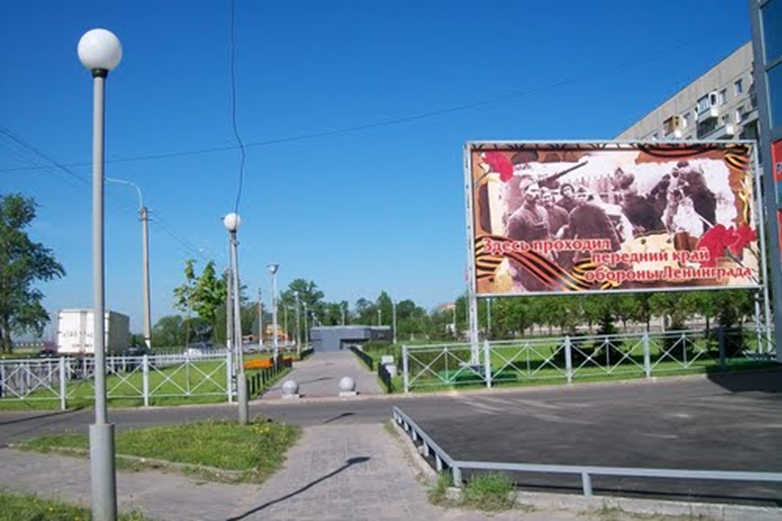 Здесь проходил
передний край
обороны Ленинграда